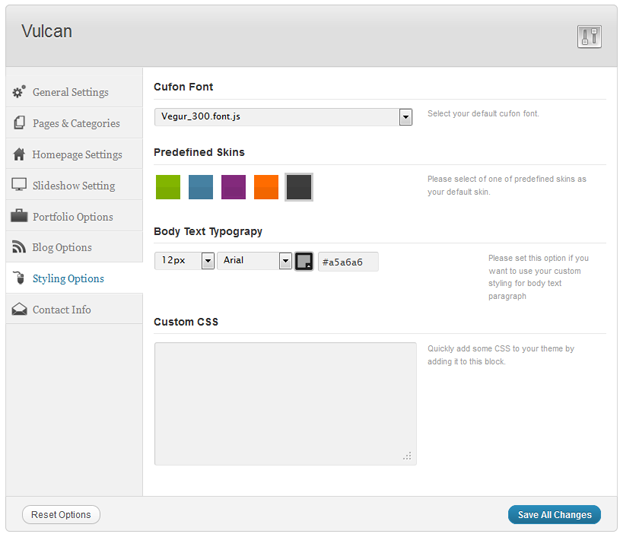 Vulcan
General Settings
Pages & Categories
Homepage Settings
Slideshow Setting
Portfolio Options
Blog Options
Styling Options
Contact Info
Cufon Font
Vegur_300.font.js
Select your default cufon font.
Predefined Skins
Please select of one of predefined skins as
your default skin.
Body Text Typograpy
12px
Arial
#a5a6a6
Please set this option if you
want to use your custom
styling for body text
paragraph
Custom CSS
Quickly add some CSS to your theme by
adding it to this block.
Reset Options
Save All Changes